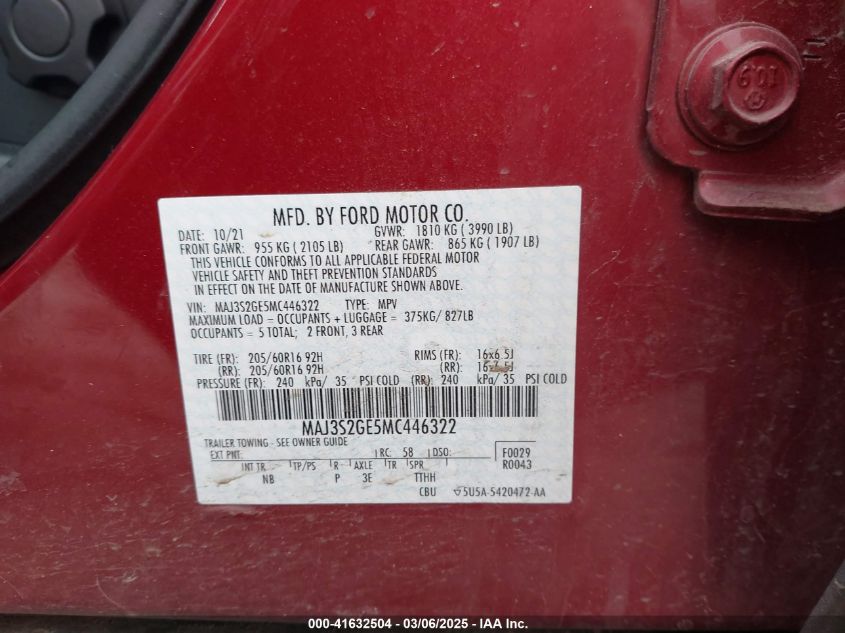 10.9
MFD. BY FORD MOTOR CO.
DATE: 10/21 GVWR: 1810 KG ( 3990 LB)
FRONT GAWR: 955 KG ( 2105 LB) REAR GAWR: 865 KG ( 1907 LB)
THIS VEHICLE CONFORMS TO ALL APPLICABLE FEDERAL MOTOR
VEHICLE SAFETY AND THEFT PREVENTION STANDARDS
IN EFFECT ON THE DATE OF MANUFACTURE SHOWN ABOVE.
VIN: MAJ3S2GE5MC446322 TYPE: MPV
MAXIMUM LOAD = OCCUPANTS + LUGGAGE = 375KG/ 827LB
OCCUPANTS = 5 TOTAL; 2 FRONT, 3 REAR
TIRE (FR): 205/60R16 92H RIMS (FR): 16x6.5J
(RR): 205/60R16 92H (RR): 16x6.5J
PRESSURE (FR): 240 kPa/ 35 PSI COLD (RR): 240 kPa/ 35 PSI COLD
MAJ3S2GE5MC446322
TRAILER TOWING - SEE OWNER GUIDE
EXT PNT: RC: 58 DSO: F0029
R0043
INT TR TP/PS R AXLE TR SPR
NB P 3E TTHH
CBU 5U5A-5420472-AA
000-41632504 - 03/06/2025 - IAA Inc.